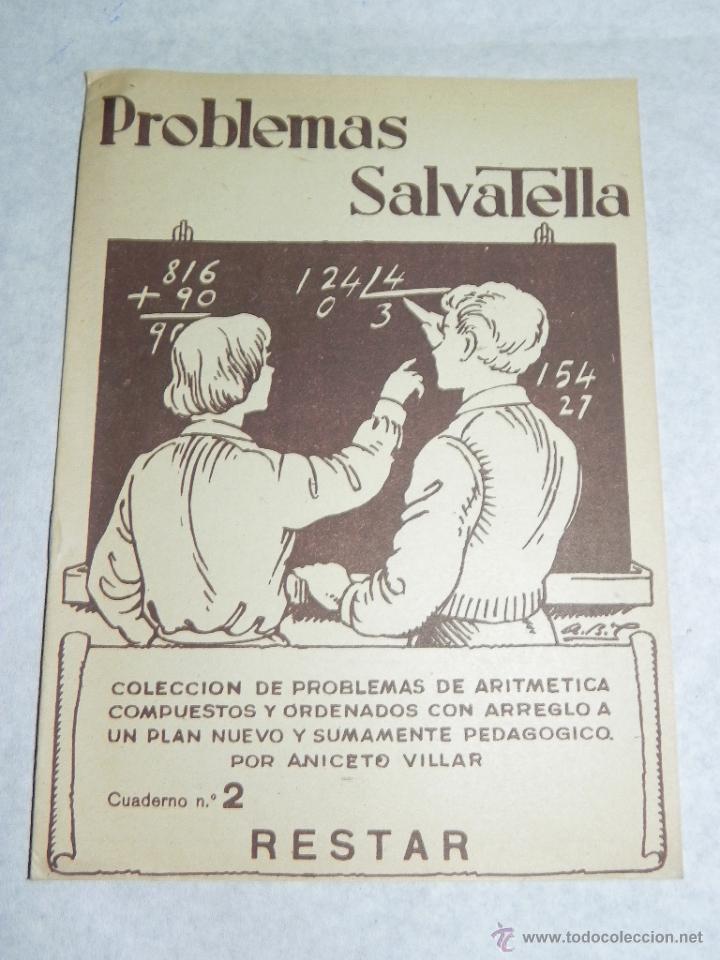 Problemas
Salvatella
816
+ 90
90
124 4
0 3
154
27
A.B.T
COLECCION DE PROBLEMAS DE ARITMETICA
COMPUESTOS Y ORDENADOS CON ARREGLO A
UN PLAN NUEVO Y SUMAMENTE PEDAGOGICO.
POR ANICETO VILLAR
Cuaderno n.º 2
RESTAR
© www.todocoleccion.net